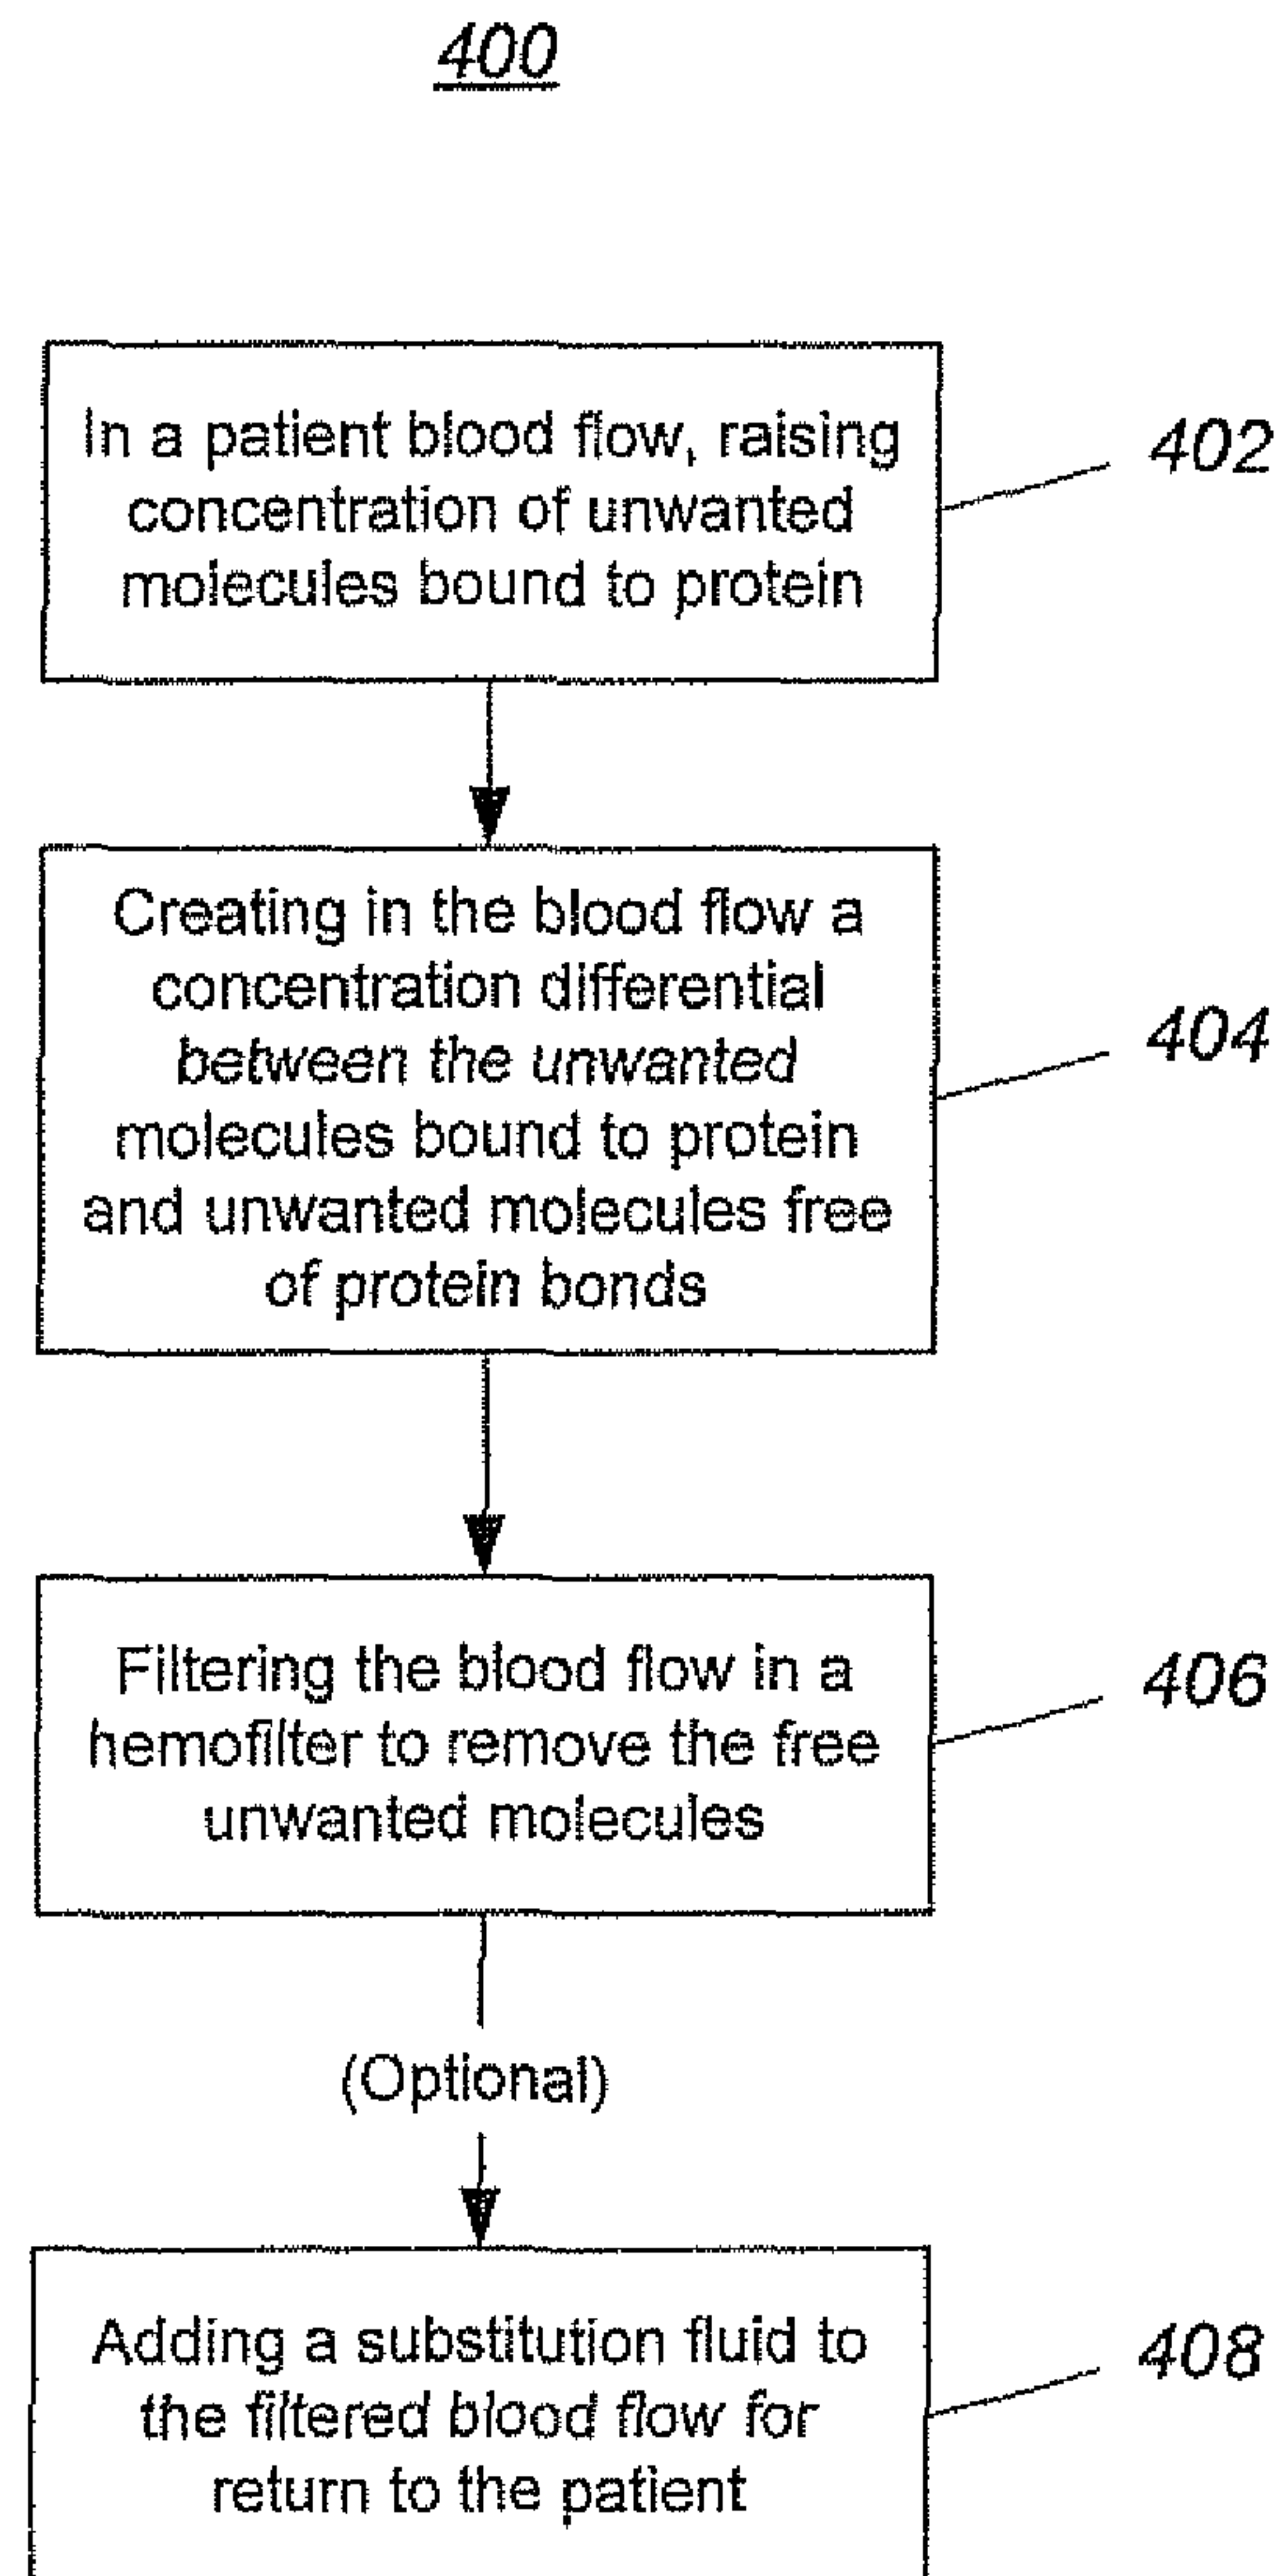 400
In a patient blood flow, raising
concentration of unwanted
molecules bound to protein
402
Creating in the blood flow a
concentration differential
between the unwanted
molecules bound to protein
and unwanted molecules free
of protein bonds
404
Filtering the blood flow in a
hemofilter to remove the free
unwanted molecules
406
(Optional)
Adding a substitution fluid to
the filtered blood flow for
return to the patient
408